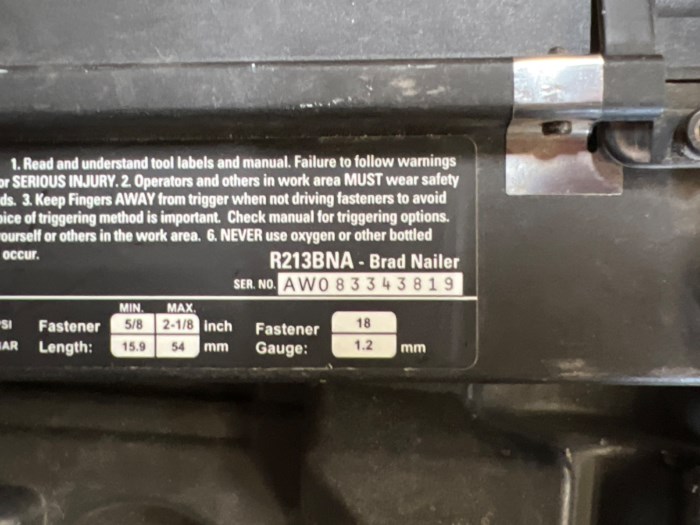 1. Read and understand tool labels and manual. Failure to follow warnings
or SERIOUS INJURY. 2. Operators and others in work area MUST wear safety
ds. 3. Keep Fingers AWAY from trigger when not driving fasteners to avoid
oice of triggering method is important. Check manual for triggering options.
ourself or others in the work area. 6. NEVER use oxygen or other bottled
occur.
R213BNA - Brad Nailer
SER. NO. AW083343819
MIN. MAX.
SI Fastener 5/8 2-1/8 inch Fastener 18
AR Length: 15.9 54 mm Gauge: 1.2 mm